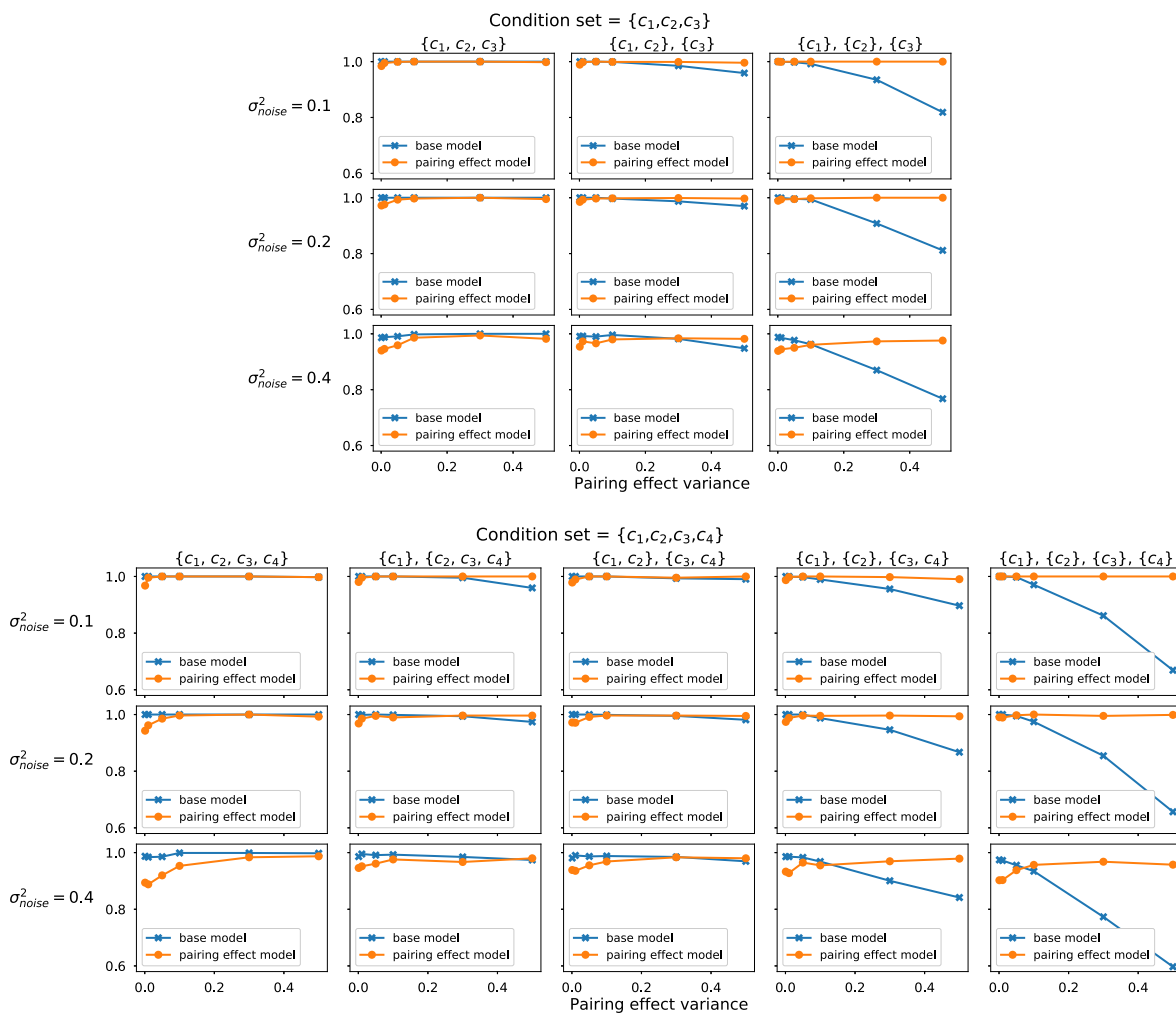 Condition set = {c₁,c₂,c₃}
{c₁, c₂, c₃} {c₁, c₂}, {c₃} {c₁}, {c₂}, {c₃}
σ²noise = 0.1
1.0
0.8
0.6
base model
pairing effect model
base model
pairing effect model
base model
pairing effect model
σ²noise = 0.2
1.0
0.8
0.6
base model
pairing effect model
base model
pairing effect model
base model
pairing effect model
σ²noise = 0.4
1.0
0.8
0.6
base model
pairing effect model
base model
pairing effect model
base model
pairing effect model
0.0 0.2 0.4 0.0 0.2 0.4 0.0 0.2 0.4
Pairing effect variance
Condition set = {c₁,c₂,c₃,c₄}
{c₁, c₂, c₃, c₄} {c₁}, {c₂, c₃, c₄} {c₁, c₂}, {c₃, c₄} {c₁}, {c₂}, {c₃, c₄} {c₁}, {c₂}, {c₃}, {c₄}
σ²noise = 0.1
1.0
0.8
0.6
base model
pairing effect model
base model
pairing effect model
base model
pairing effect model
base model
pairing effect model
base model
pairing effect model
σ²noise = 0.2
1.0
0.8
0.6
base model
pairing effect model
base model
pairing effect model
base model
pairing effect model
base model
pairing effect model
base model
pairing effect model
σ²noise = 0.4
1.0
0.8
0.6
base model
pairing effect model
base model
pairing effect model
base model
pairing effect model
base model
pairing effect model
base model
pairing effect model
0.0 0.2 0.4 0.0 0.2 0.4 0.0 0.2 0.4 0.0 0.2 0.4 0.0 0.2 0.4
Pairing effect variance